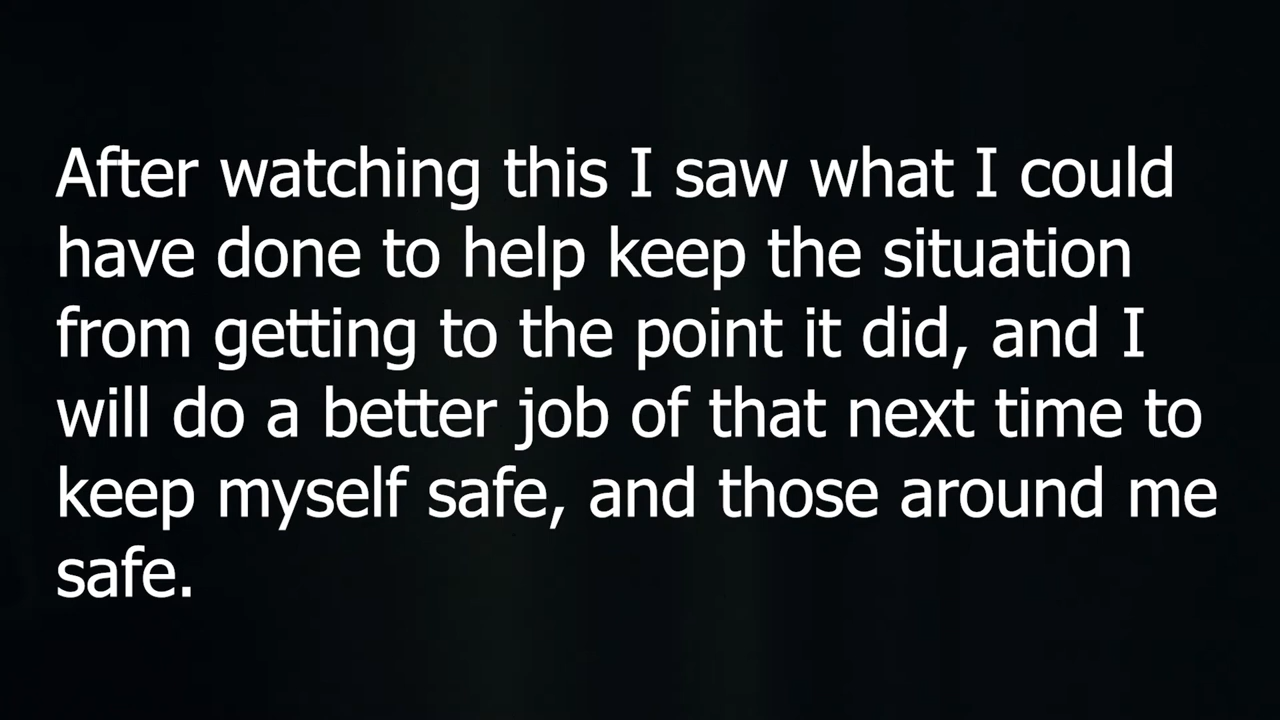 After watching this I saw what I could
have done to help keep the situation
from getting to the point it did, and I
will do a better job of that next time to
keep myself safe, and those around me
safe.